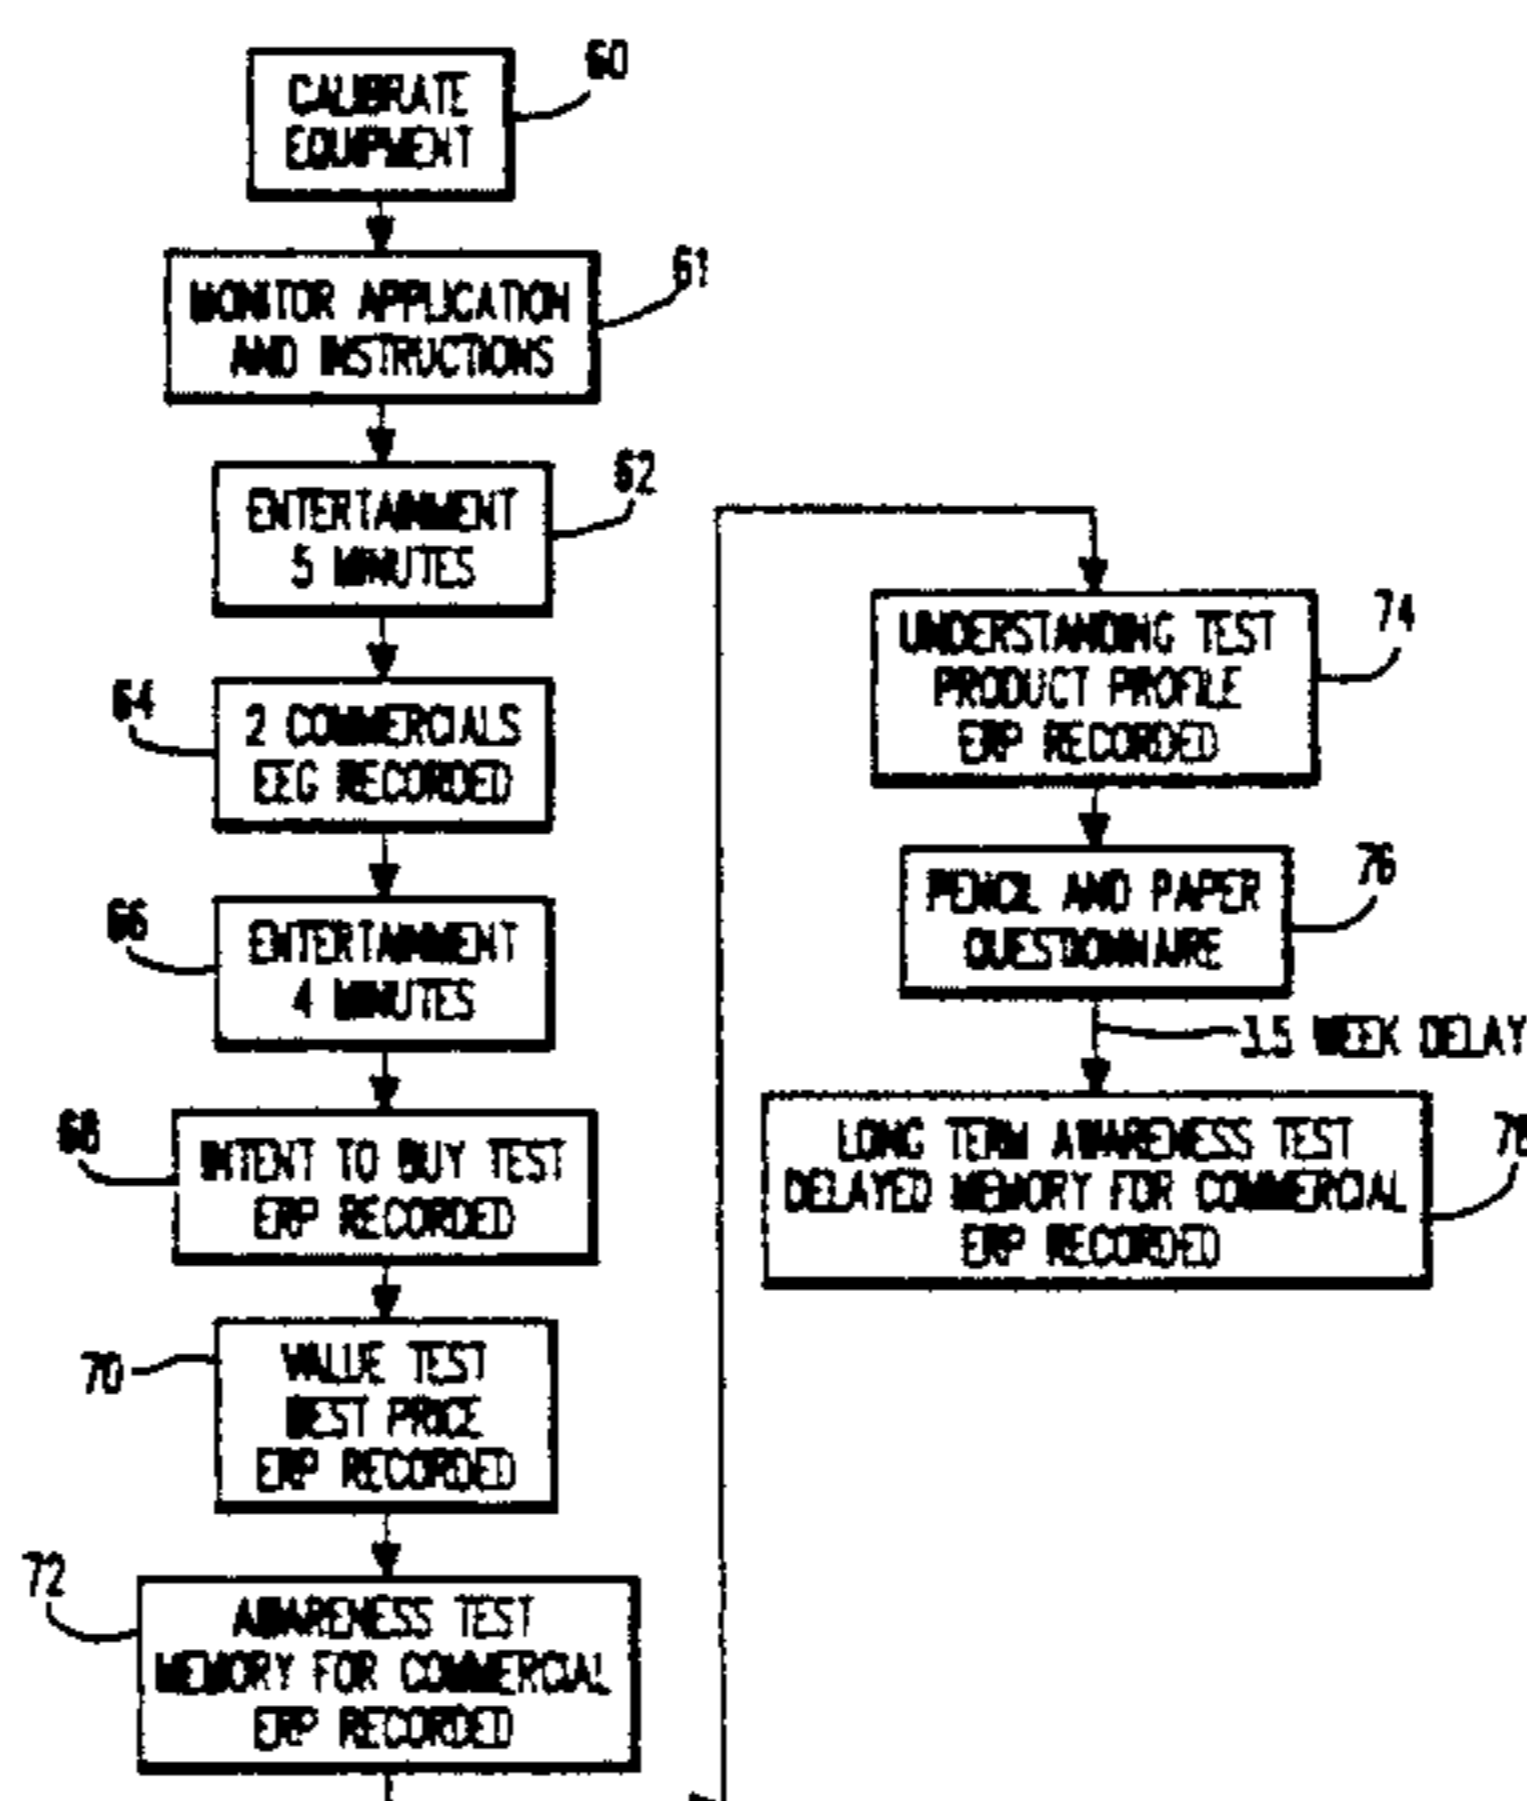 60
CALIBRATE
EQUIPMENT
61
MONITOR APPLICATION
AND INSTRUCTIONS
62
ENTERTAINMENT
5 MINUTES
64
2 COMMERCIALS
EEG RECORDED
66
ENTERTAINMENT
4 MINUTES
68
INTENT TO BUY TEST
ERP RECORDED
70
VALUE TEST
BEST PRICE
ERP RECORDED
72
AWARENESS TEST
MEMORY FOR COMMERCIAL
ERP RECORDED
74
UNDERSTANDING TEST
PRODUCT PROFILE
ERP RECORDED
76
PENCIL AND PAPER
QUESTIONNAIRE
3.5 WEEK DELAY
LONG TERM AWARENESS TEST
DELAYED MEMORY FOR COMMERCIAL
ERP RECORDED